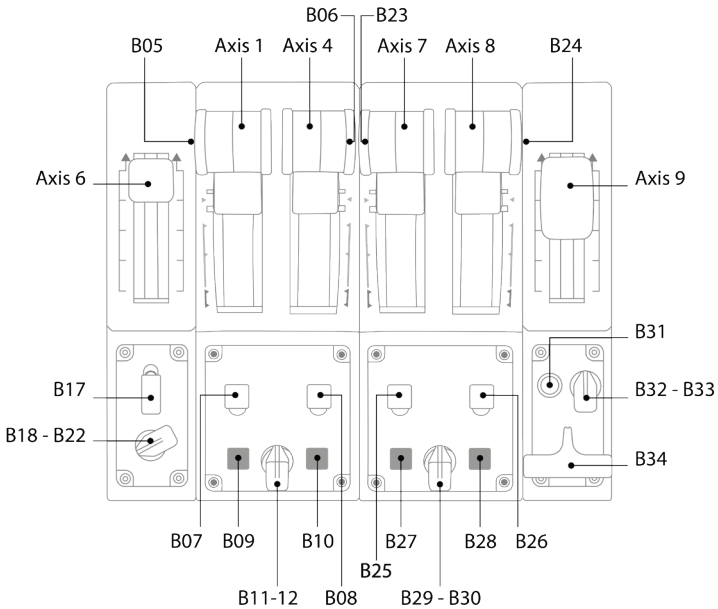 B06
B23
B05
Axis 1
Axis 4
Axis 7
Axis 8
B24
Axis 6
Axis 9
B31
B17
B32 - B33
B18 - B22
B34
B07
B09
B10
B27
B28
B26
B25
B11-12
B08
B29 - B30